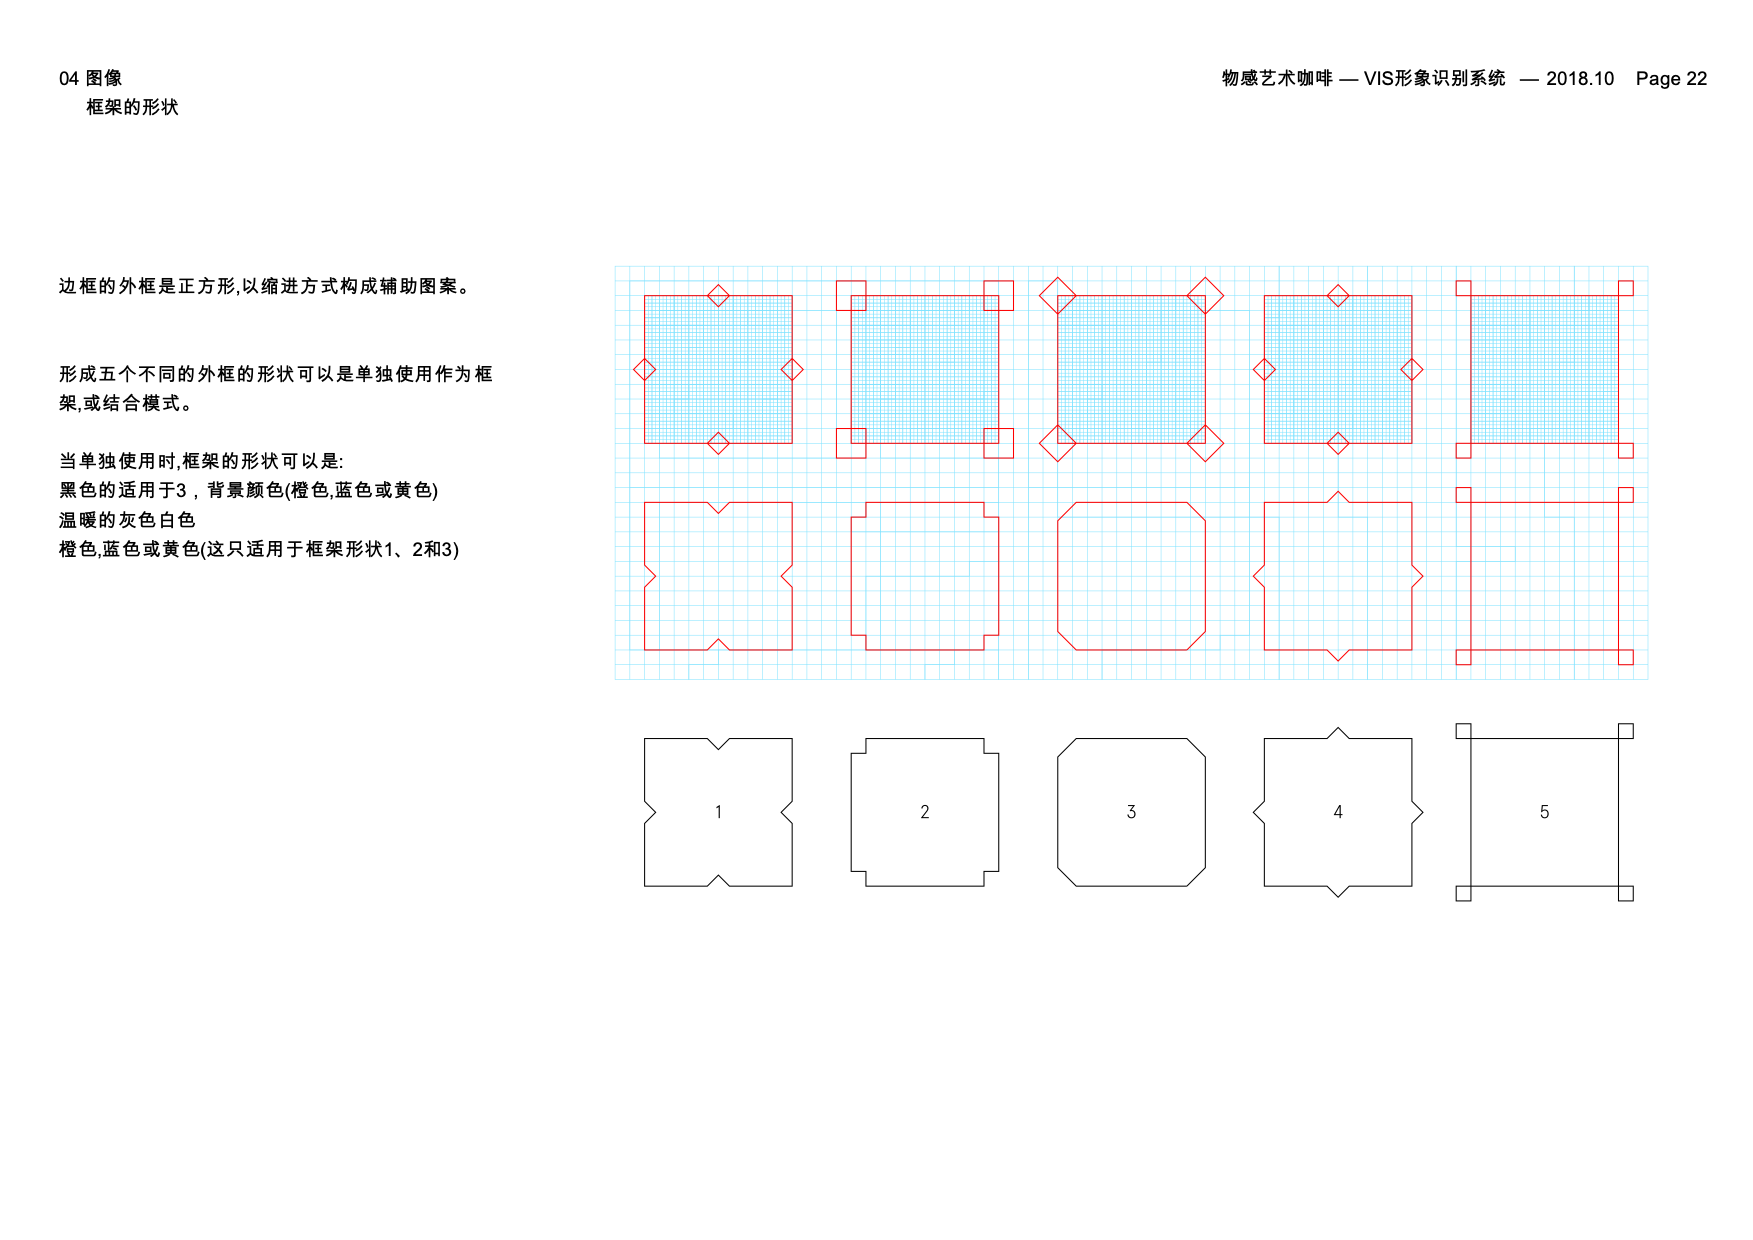 04 图像
框架的形状
物感艺术咖啡 — VIS形象识别系统 — 2018.10 Page 22
边框的外框是正方形,以缩进方式构成辅助图案。
形成五个不同的外框的形状可以是单独使用作为框
架,或结合模式。
当单独使用时,框架的形状可以是:
黑色的适用于3，背景颜色(橙色,蓝色或黄色)
温暖的灰色白色
橙色,蓝色或黄色(这只适用于框架形状1、2和3)
1
2
3
4
5